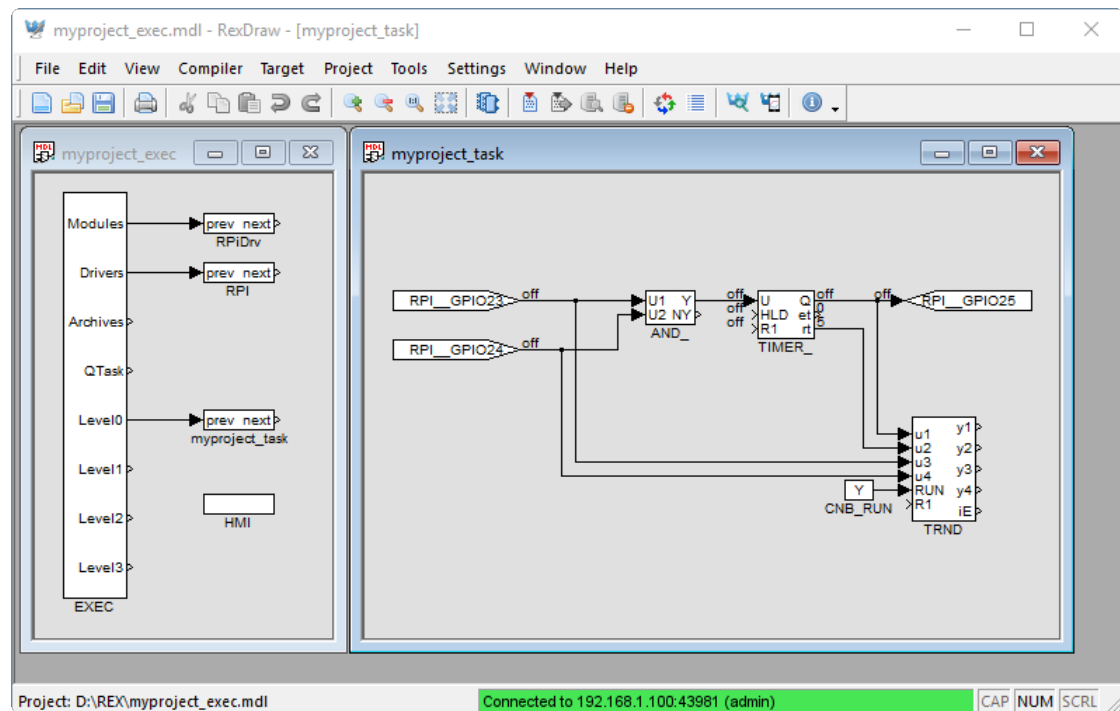 myproject_exec.mdl - RexDraw - [myproject_task]
File Edit View Compiler Target Project Tools Settings Window Help
myproject_exec
Modules
prev next
RPiDrv
Drivers
prev next
RPI
Archives
QTask
Level0
prev next
myproject_task
Level1
Level2
HMI
Level3
EXEC
myproject_task
RPI__GPIO23 off
RPI__GPIO24 off
U1 Y
U2 NY
AND_
off
off
off
U Q
HLD et
R1 rt
TIMER_
off
0
5
off
RPI__GPIO25
u1 y1
u2 y2
u3 y3
u4 y4
RUN iE
R1
TRND
Y
CNB_RUN
Project: D:\REX\myproject_exec.mdl
Connected to 192.168.1.100:43981 (admin)
CAP NUM SCRL